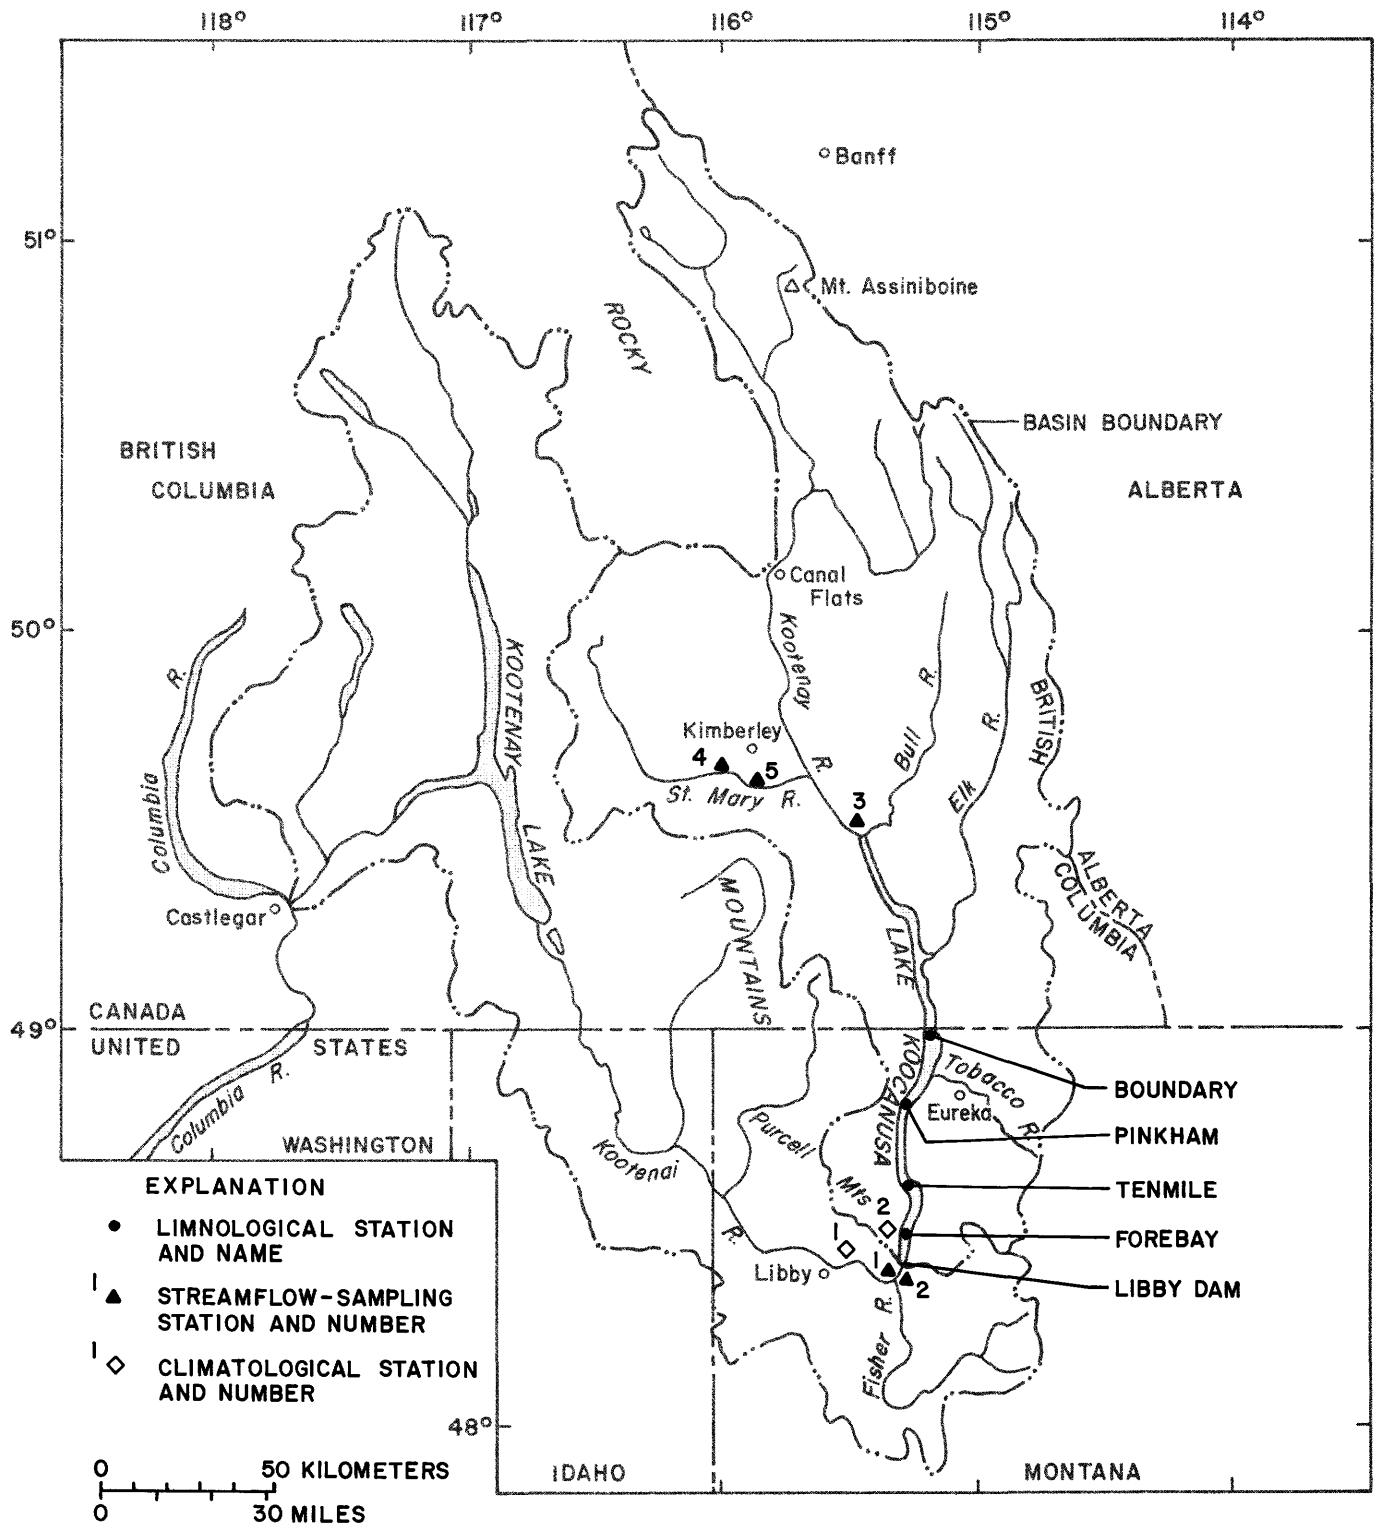 118° 117° 116° 115° 114°
Banff
51°
Mt. Assiniboine
ROCKY
BASIN BOUNDARY
BRITISH
COLUMBIA
ALBERTA
Canal
Flats
50°
Kootenay
R.
KOOTENAY
LAKE
R.
Columbia
Kimberley
4
5
St. Mary R.
3
Bull
R.
Elk
R.
BRITISH
COLUMBIA
ALBERTA
Castlegar
MOUNTAINS
LAKE
KOOCANUSA
CANADA
49°
UNITED STATES
Columbia
R.
WASHINGTON
Tobacco
R.
Eureka
BOUNDARY
PINKHAM
TENMILE
FOREBAY
LIBBY DAM
Purcell
Mts
Kootenai
R.
2
1
1
2
Libby
Fisher
R.
EXPLANATION
LIMNOLOGICAL STATION
AND NAME
1
STREAMFLOW-SAMPLING
STATION AND NUMBER
1
CLIMATOLOGICAL STATION
AND NUMBER
48°
0 50 KILOMETERS
0 30 MILES
IDAHO
MONTANA